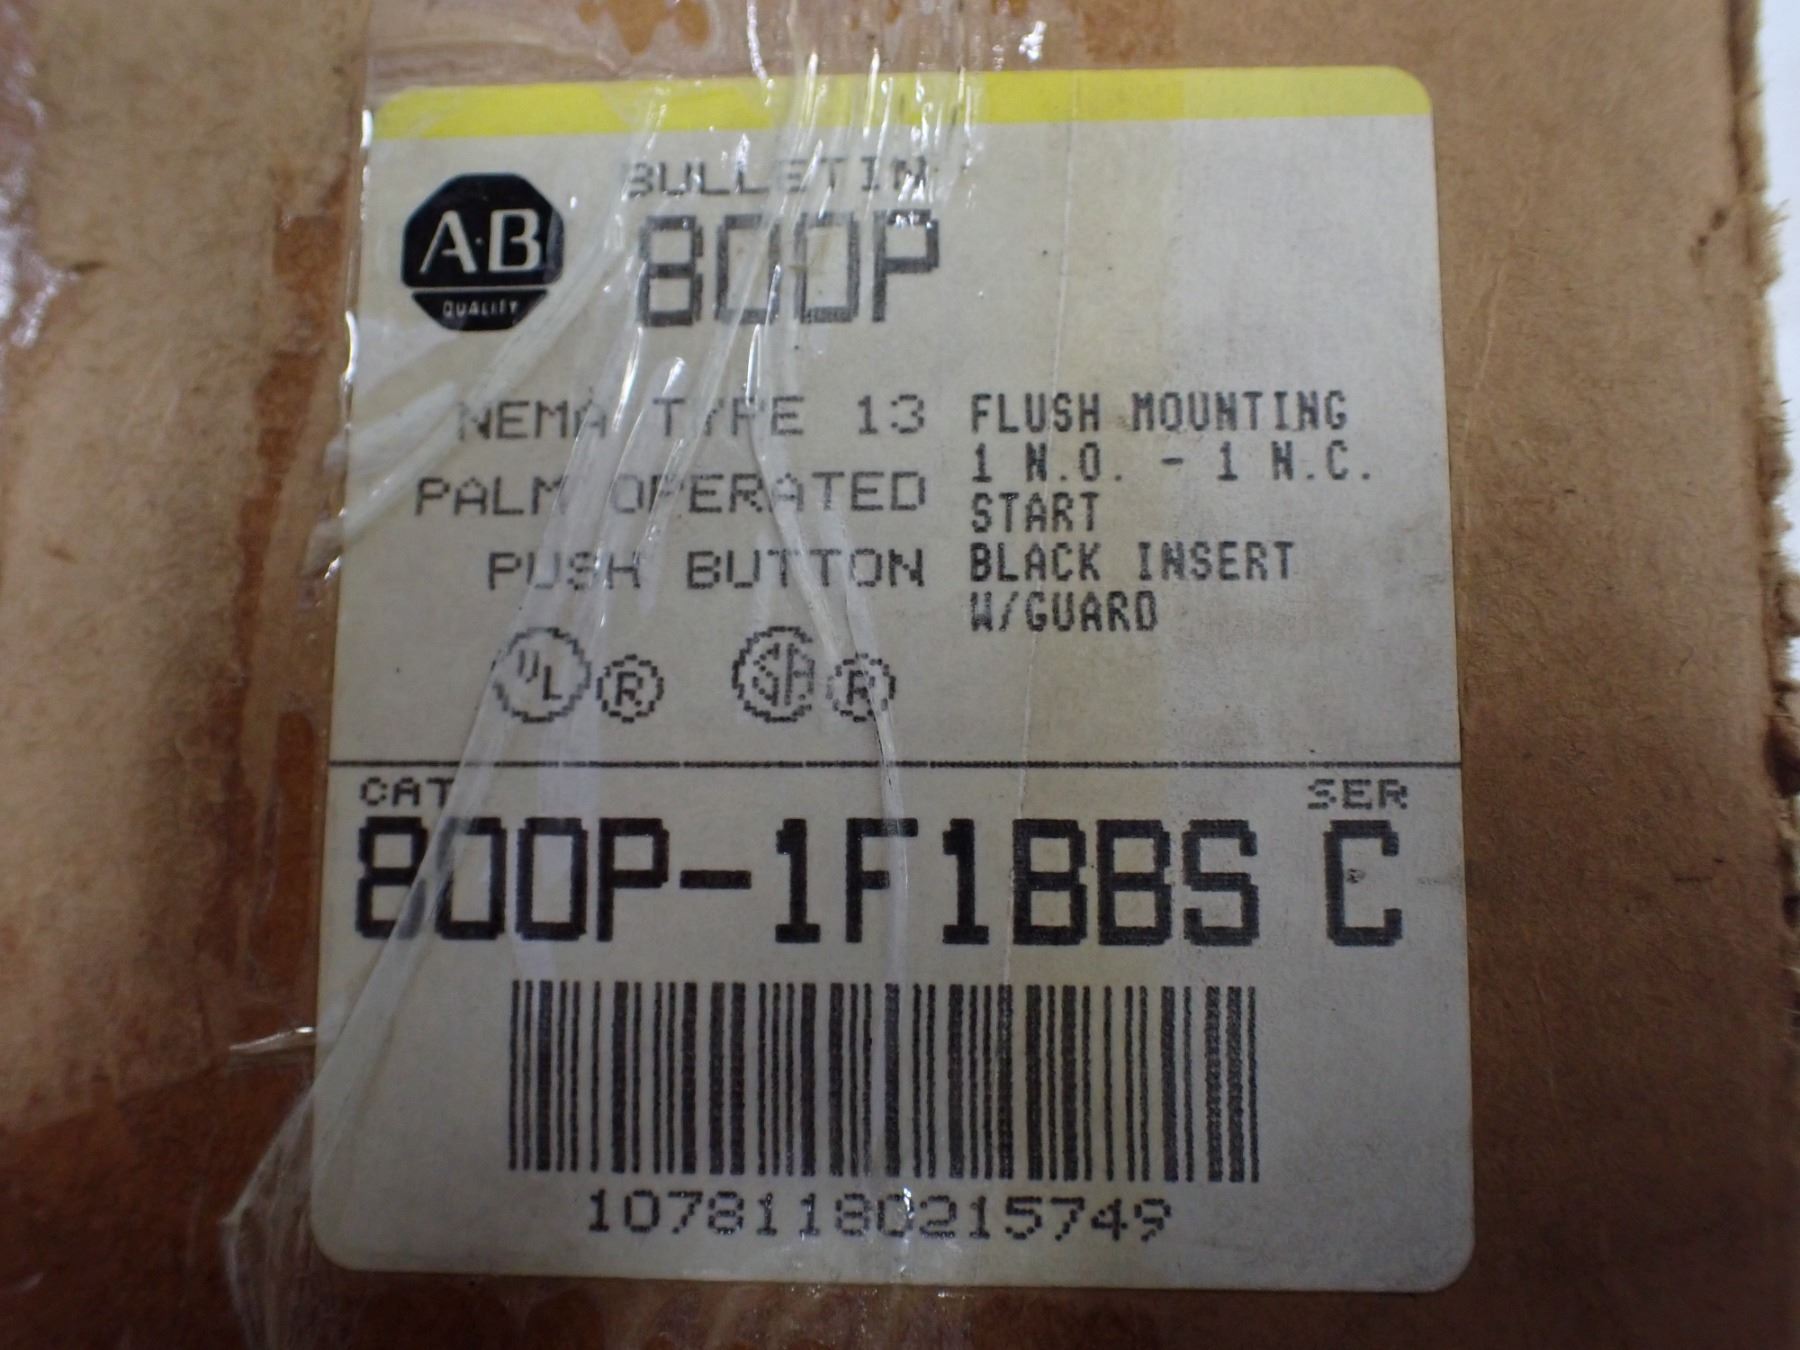 A·B
QUALITY
BULLETIN
800P
NEMA TYPE 13
PALM OPERATED
PUSH BUTTON
FLUSH MOUNTING
1 N.O. - 1 N.C.
START
BLACK INSERT
W/GUARD
UL ® SA ®
CAT
SER
800P-1F1BBS C
10781180215749